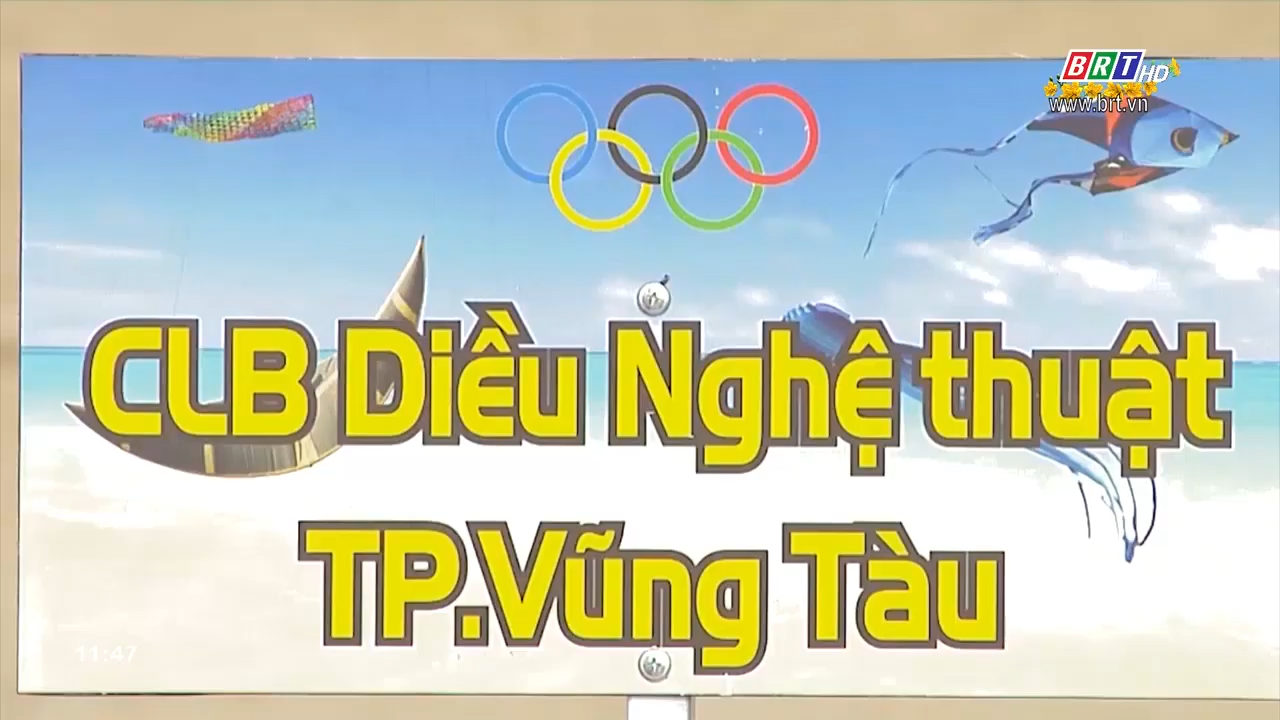 BRT HD
www.brt.vn
CLB Diều Nghệ thuật
TP.Vũng Tàu
11:47